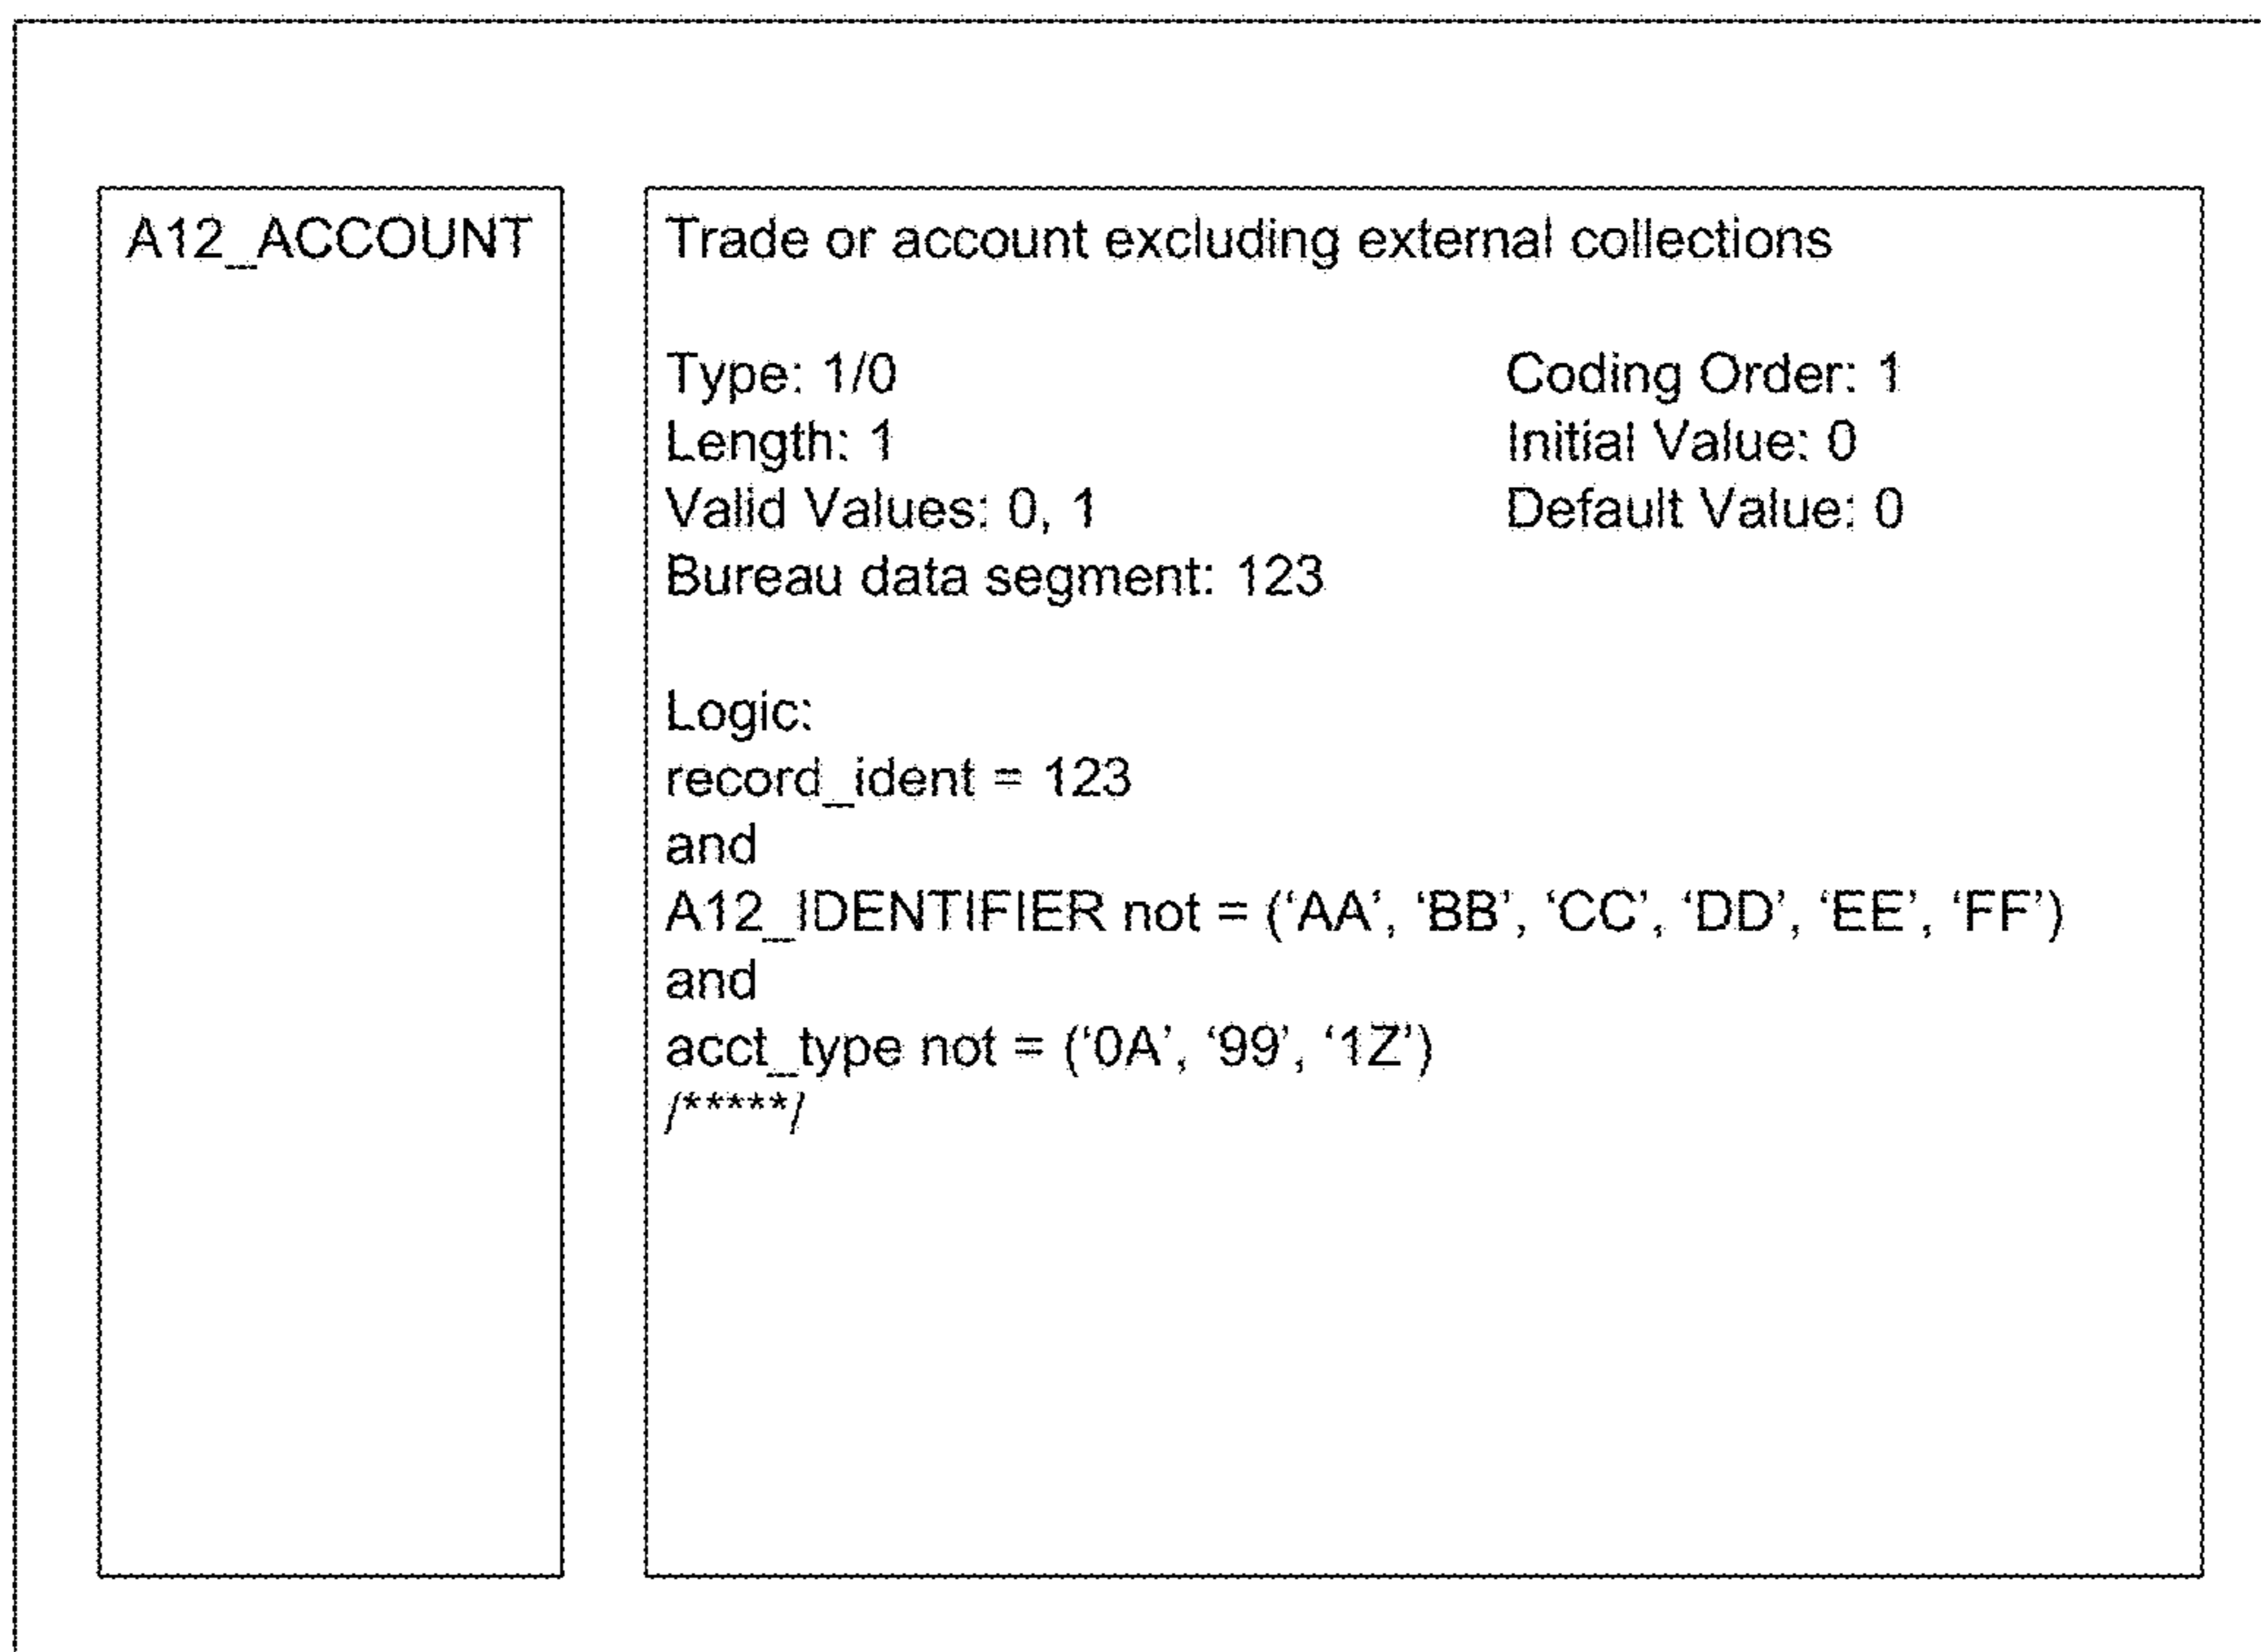 A12_ACCOUNT
Trade or account excluding external collections
Type: 1/0 Coding Order: 1
Length: 1 Initial Value: 0
Valid Values: 0, 1 Default Value: 0
Bureau data segment: 123
Logic:
record_ident = 123
and
A12_IDENTIFIER not = (‘AA’, ‘BB’, ‘CC’, ‘DD’, ‘EE’, ‘FF’)
and
acct_type not = (‘0A’, ‘99’, ‘1Z’)
/*****/